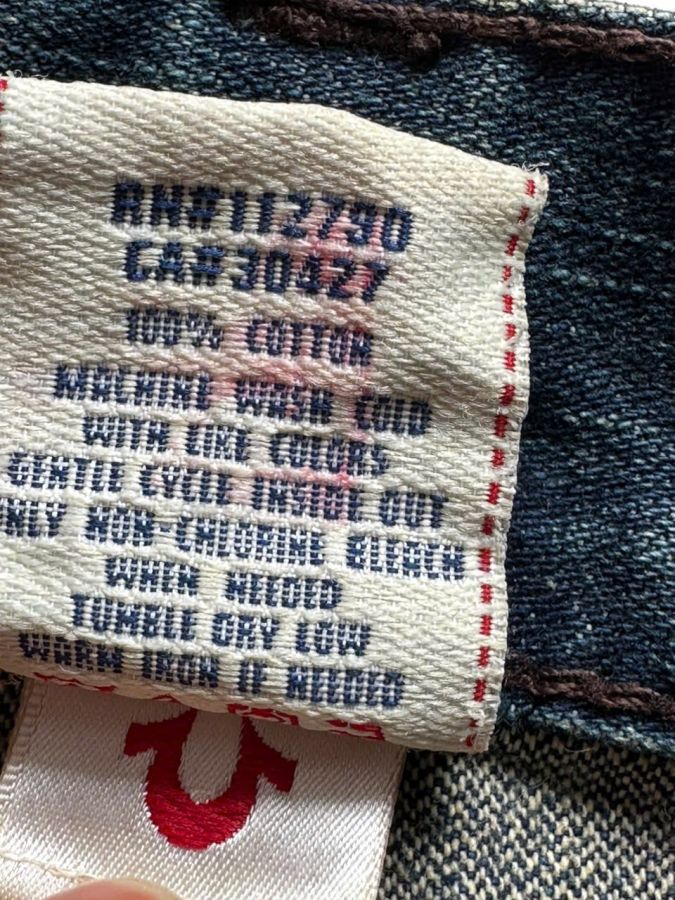 RN#112790
CA#30427
100% COTTON
MACHINE WASH COLD
WITH LIKE COLORS
GENTLE CYCLE INSIDE OUT
NLY NON-CHLORINE BLEACH
WHEN NEEDED
TUMBLE DRY LOW
WARM IRON IF NEEDED